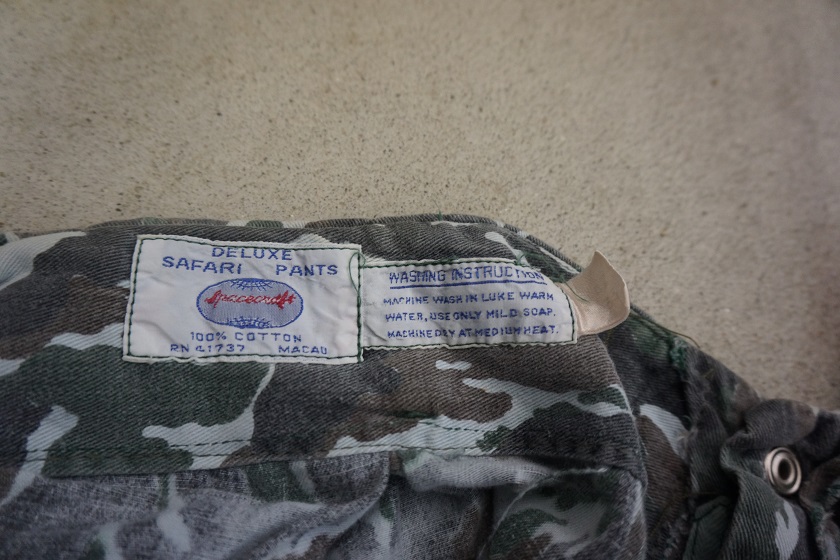 DELUXE
SAFARI PANTS
Spacecraft
100% COTTON
RN 41737 MACAU
WASHING INSTRUCTION
MACHINE WASH IN LUKE WARM
WATER, USE ONLY MILD SOAP.
MACHINE DRY AT MEDIUM HEAT.